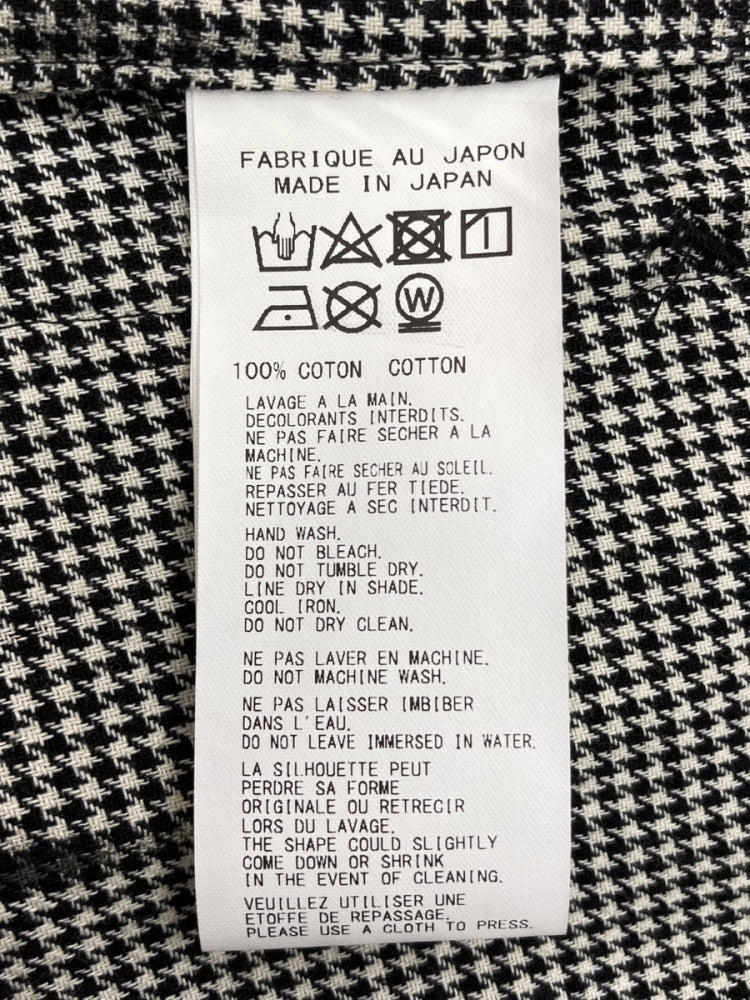 FABRIQUE AU JAPON
MADE IN JAPAN
W
100% COTON COTTON
LAVAGE A LA MAIN.
DECOLORANTS INTERDITS.
NE PAS FAIRE SECHER A LA
MACHINE.
NE PAS FAIRE SECHER AU SOLEIL.
REPASSER AU FER TIEDE.
NETTOYAGE A SEC INTERDIT.
HAND WASH.
DO NOT BLEACH.
DO NOT TUMBLE DRY.
LINE DRY IN SHADE.
COOL IRON.
DO NOT DRY CLEAN.
NE PAS LAVER EN MACHINE.
DO NOT MACHINE WASH.
NE PAS LAISSER IMBIBER
DANS L'EAU.
DO NOT LEAVE IMMERSED IN WATER.
LA SILHOUETTE PEUT
PERDRE SA FORME
ORIGINALE OU RETRECIR
LORS DU LAVAGE.
THE SHAPE COULD SLIGHTLY
COME DOWN OR SHRINK
IN THE EVENT OF CLEANING.
VEUILLEZ UTILISER UNE
ETOFFE DE REPASSAGE.
PLEASE USE A CLOTH TO PRESS.